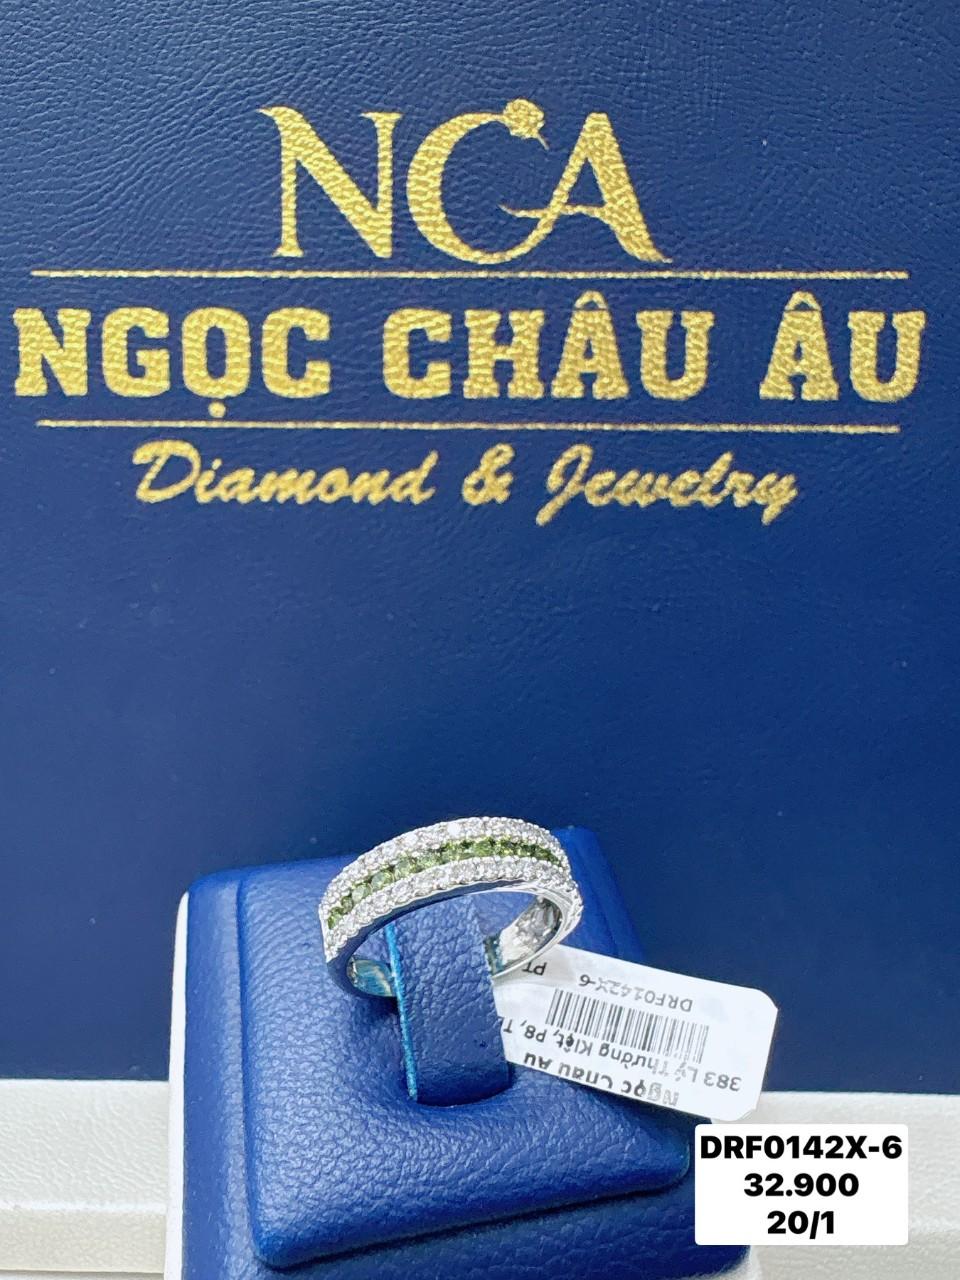 NCA
NGỌC CHÂU ÂU
Diamond & Jewelry
PT
DRF0142X-6
383 Lý Thường Kiệt, P8, T
Ngọc Châu Âu
DRF0142X-6
32.900
20/1